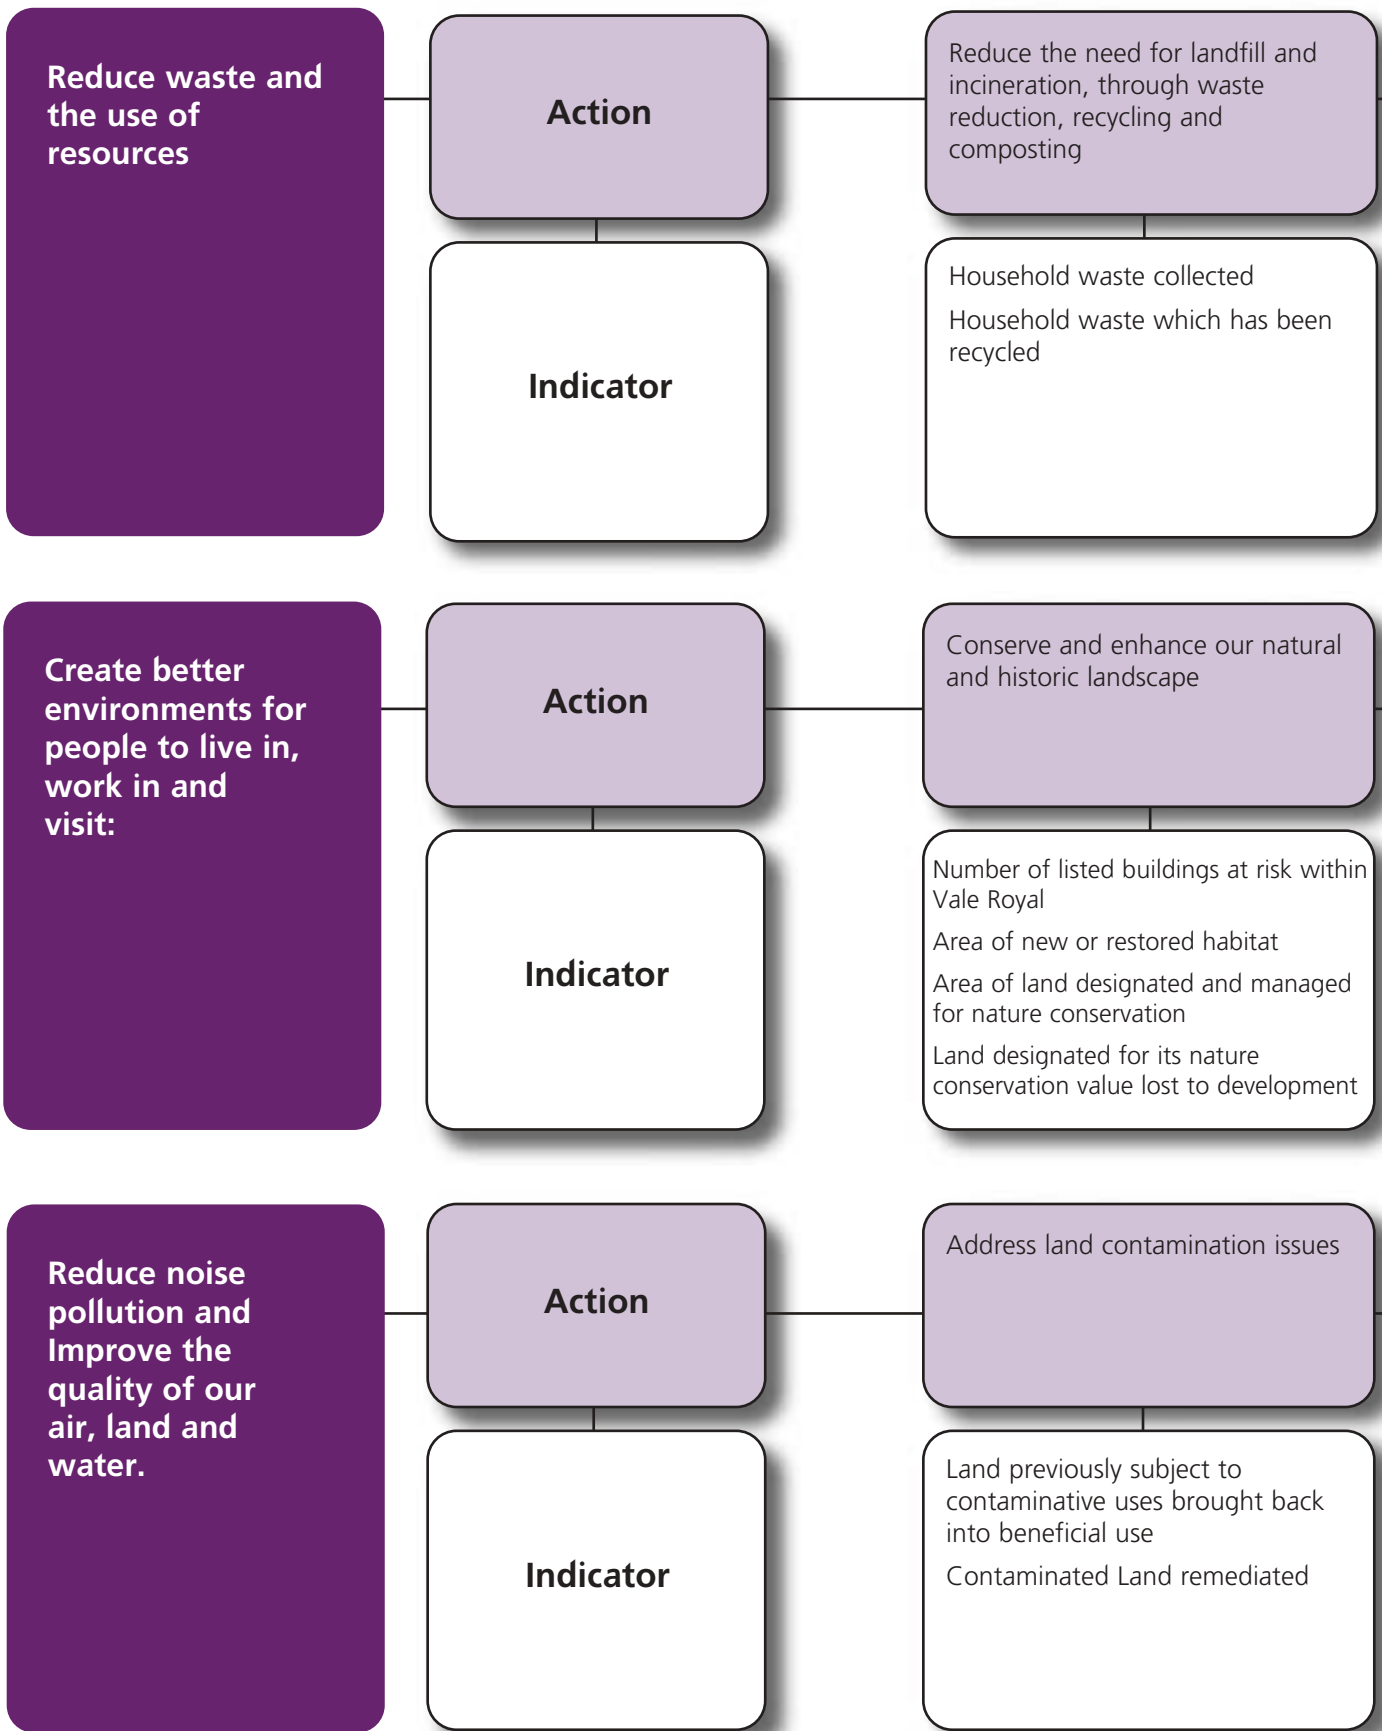 Reduce waste and
the use of
resources
Action
Reduce the need for landfill and
incineration, through waste
reduction, recycling and
composting
Indicator
Household waste collected
Household waste which has been
recycled
Create better
environments for
people to live in,
work in and
visit:
Action
Conserve and enhance our natural
and historic landscape
Indicator
Number of listed buildings at risk within
Vale Royal
Area of new or restored habitat
Area of land designated and managed
for nature conservation
Land designated for its nature
conservation value lost to development
Reduce noise
pollution and
Improve the
quality of our
air, land and
water.
Action
Address land contamination issues
Indicator
Land previously subject to
contaminative uses brought back
into beneficial use
Contaminated Land remediated